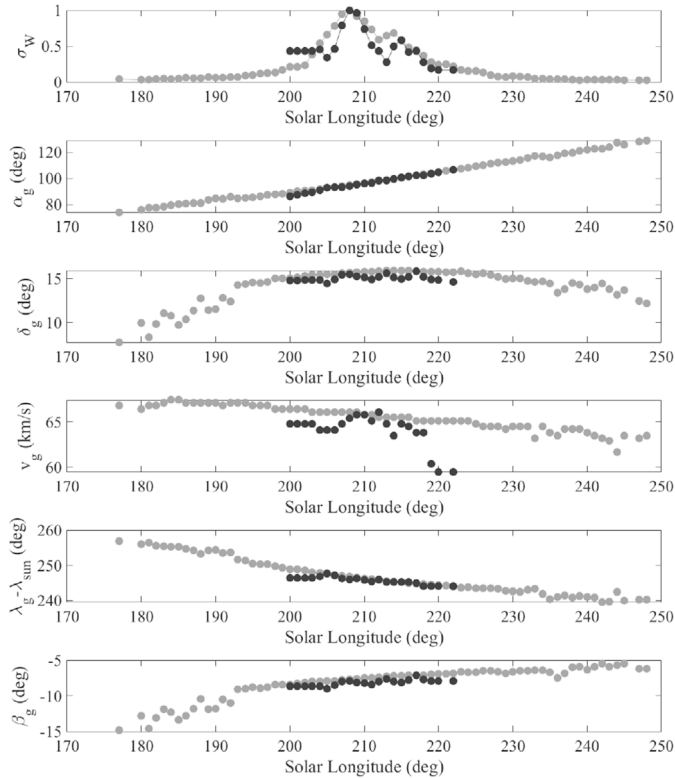 σW
1
0.5
0
170 180 190 200 210 220 230 240 250
Solar Longitude (deg)
αg (deg)
120
100
80
170 180 190 200 210 220 230 240 250
Solar Longitude (deg)
δg (deg)
15
10
170 180 190 200 210 220 230 240 250
Solar Longitude (deg)
vg (km/s)
65
60
170 180 190 200 210 220 230 240 250
Solar Longitude (deg)
λg-λsun (deg)
260
250
240
170 180 190 200 210 220 230 240 250
Solar Longitude (deg)
βg (deg)
-5
-10
-15
170 180 190 200 210 220 230 240 250
Solar Longitude (deg)